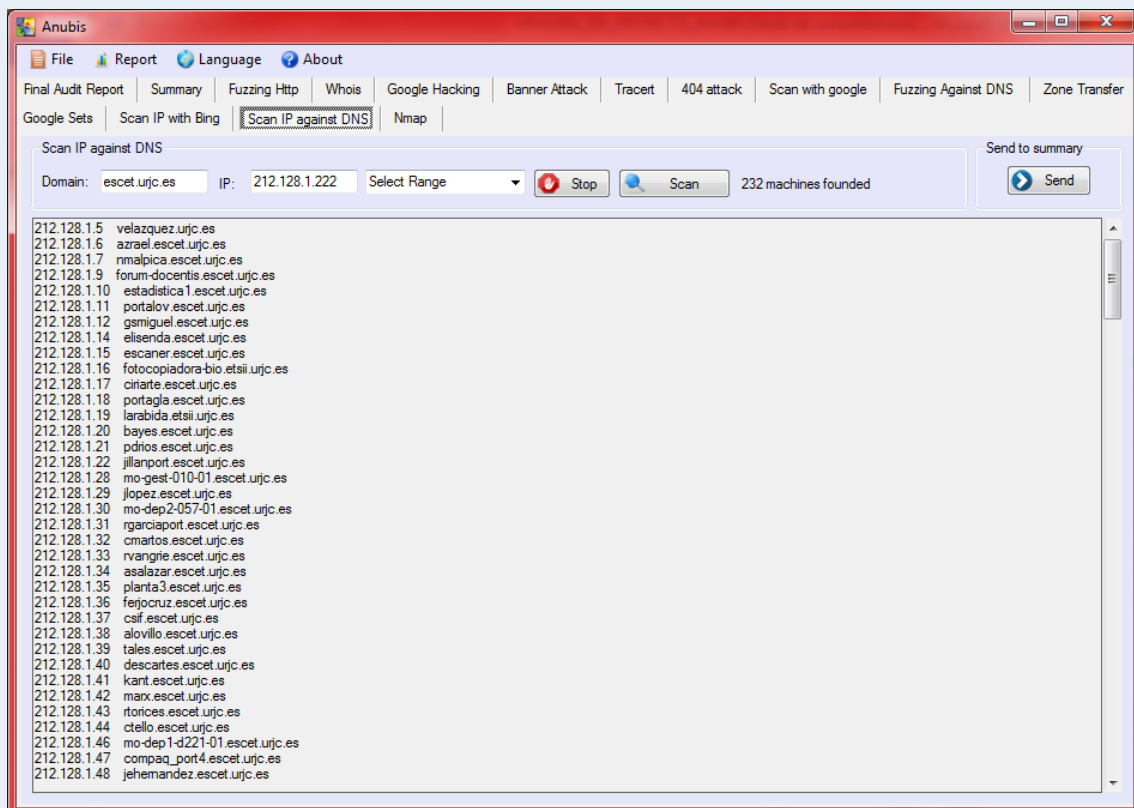 Anubis
File Report Language About
Final Audit Report Summary Fuzzing Http Whois Google Hacking Banner Attack Tracert 404 attack Scan with google Fuzzing Against DNS Zone Transfer
Google Sets Scan IP with Bing Scan IP against DNS Nmap
Scan IP against DNS Send to summary
Domain: escet.urjc.es IP: 212.128.1.222 Select Range Stop Scan 232 machines founded Send
212.128.1.5 velazquez.urjc.es
212.128.1.6 azrael.escet.urjc.es
212.128.1.7 nmalpica.escet.urjc.es
212.128.1.9 forum-docentis.escet.urjc.es
212.128.1.10 estadistica1.escet.urjc.es
212.128.1.11 portalov.escet.urjc.es
212.128.1.12 gsmiguel.escet.urjc.es
212.128.1.14 elisenda.escet.urjc.es
212.128.1.15 escaner.escet.urjc.es
212.128.1.16 fotocopiadora-bio.etsii.urjc.es
212.128.1.17 ciriarte.escet.urjc.es
212.128.1.18 portagla.escet.urjc.es
212.128.1.19 larabida.etsii.urjc.es
212.128.1.20 bayes.escet.urjc.es
212.128.1.21 pdrios.escet.urjc.es
212.128.1.22 jillanport.escet.urjc.es
212.128.1.28 mo-gest-010-01.escet.urjc.es
212.128.1.29 jlopez.escet.urjc.es
212.128.1.30 mo-dep2-057-01.escet.urjc.es
212.128.1.31 rgarciaport.escet.urjc.es
212.128.1.32 cmartos.escet.urjc.es
212.128.1.33 rvangrie.escet.urjc.es
212.128.1.34 asalazar.escet.urjc.es
212.128.1.35 planta3.escet.urjc.es
212.128.1.36 ferjocruz.escet.urjc.es
212.128.1.37 csif.escet.urjc.es
212.128.1.38 alovillo.escet.urjc.es
212.128.1.39 tales.escet.urjc.es
212.128.1.40 descartes.escet.urjc.es
212.128.1.41 kant.escet.urjc.es
212.128.1.42 marx.escet.urjc.es
212.128.1.43 rtorices.escet.urjc.es
212.128.1.44 ctello.escet.urjc.es
212.128.1.46 mo-dep1-d221-01.escet.urjc.es
212.128.1.47 compaq_port4.escet.urjc.es
212.128.1.48 jehernandez.escet.urjc.es